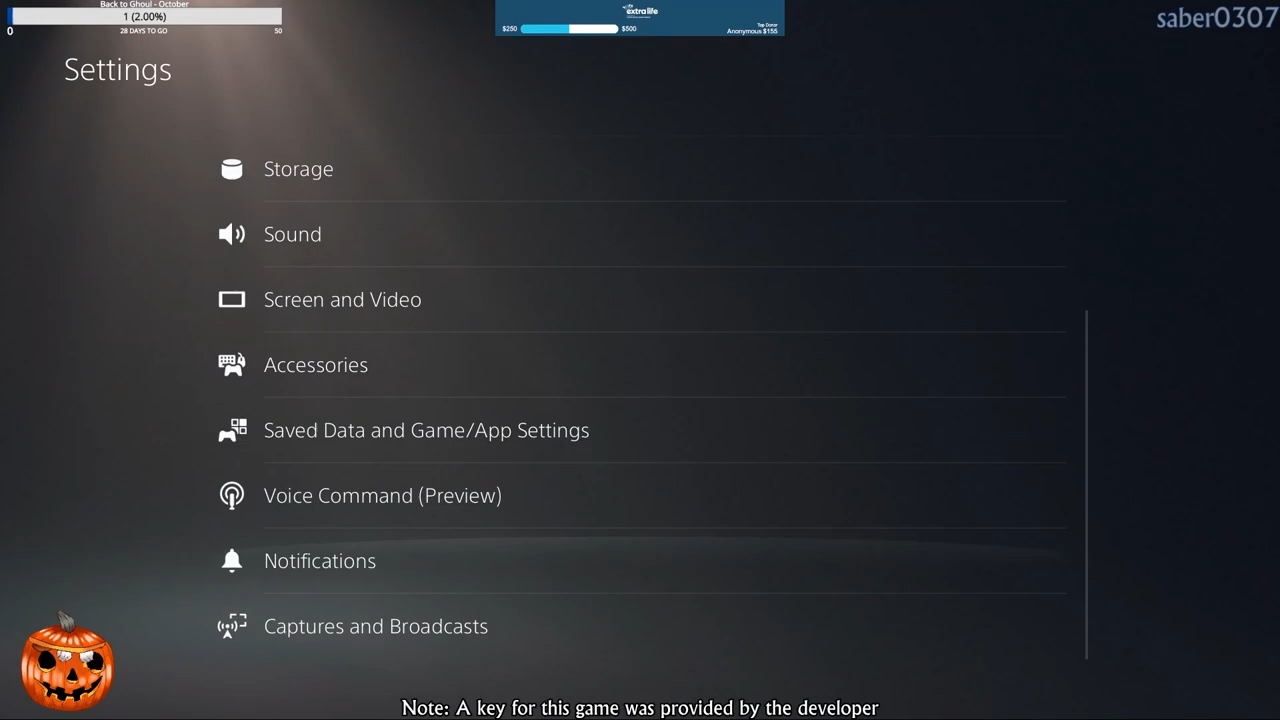 Back to Ghoul - October
1 (2.00%)
0
28 DAYS TO GO
50
extra life
$250
$500
Top Donor
Anonymous $155
saber0307
Settings
Storage
Sound
Screen and Video
Accessories
Saved Data and Game/App Settings
Voice Command (Preview)
Notifications
Captures and Broadcasts
Note: A key for this game was provided by the developer